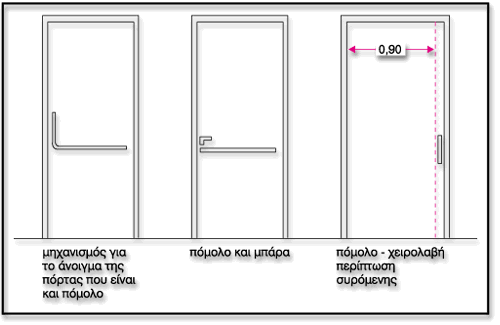 0,90
μηχανισμός για
το άνοιγμα της
πόρτας που είναι
και πόμολο
πόμολο και μπάρα
πόμολο - χειρολαβή
περίπτωση
συρόμενης